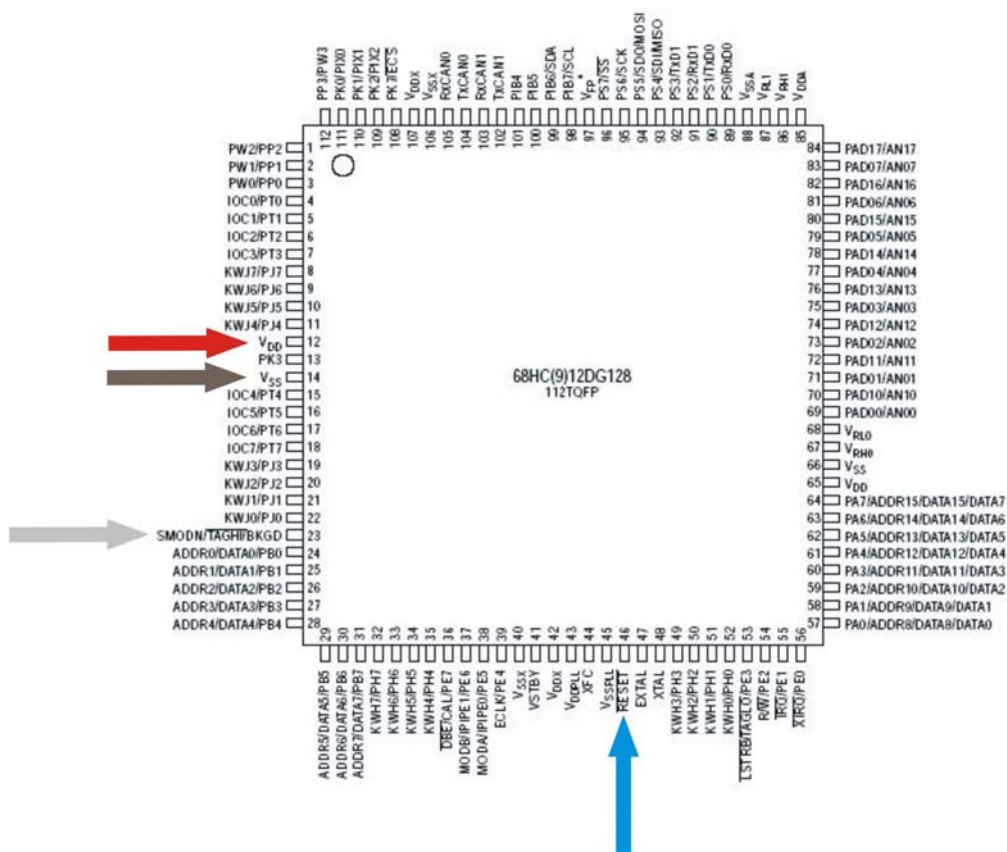 PP3/PW3
PK0/PIX0
PK1/PIX1
PK2/PIX2
PK7/ECS
VDDX
VSSX
RxCAN0
TxCAN0
RxCAN1
TxCAN1
PIB4
PIB5
PIB6/SDA
PIB7/SCL
VFP*
PS7/SS
PS6/SCK
PS5/SDO/MOSI
PS4/SDI/MISO
PS3/TxD1
PS2/RxD1
PS1/TxD0
PS0/RxD0
VSSA
VRL1
VRH1
VDDA
112 111 110 109 108 107 106 105 104 103 102 101 100 99 98 97 96 95 94 93 92 91 90 89 88 87 86 85
PW2/PP2 1
PW1/PP1 2
PW0/PP0 3
IOC0/PT0 4
IOC1/PT1 5
IOC2/PT2 6
IOC3/PT3 7
KWJ7/PJ7 8
KWJ6/PJ6 9
KWJ5/PJ5 10
KWJ4/PJ4 11
VDD 12
PK3 13
VSS 14
IOC4/PT4 15
IOC5/PT5 16
IOC6/PT6 17
IOC7/PT7 18
KWJ3/PJ3 19
KWJ2/PJ2 20
KWJ1/PJ1 21
KWJ0/PJ0 22
SMODN/TAGHI/BKGD 23
ADDR0/DATA0/PB0 24
ADDR1/DATA1/PB1 25
ADDR2/DATA2/PB2 26
ADDR3/DATA3/PB3 27
ADDR4/DATA4/PB4 28
68HC(9)12DG128
112TQFP
84 PAD17/AN17
83 PAD07/AN07
82 PAD16/AN16
81 PAD06/AN06
80 PAD15/AN15
79 PAD05/AN05
78 PAD14/AN14
77 PAD04/AN04
76 PAD13/AN13
75 PAD03/AN03
74 PAD12/AN12
73 PAD02/AN02
72 PAD11/AN11
71 PAD01/AN01
70 PAD10/AN10
69 PAD00/AN00
68 VRL0
67 VRH0
66 VSS
65 VDD
64 PA7/ADDR15/DATA15/DATA7
63 PA6/ADDR14/DATA14/DATA6
62 PA5/ADDR13/DATA13/DATA5
61 PA4/ADDR12/DATA12/DATA4
60 PA3/ADDR11/DATA11/DATA3
59 PA2/ADDR10/DATA10/DATA2
58 PA1/ADDR9/DATA9/DATA1
57 PA0/ADDR8/DATA8/DATA0
29 30 31 32 33 34 35 36 37 38 39 40 41 42 43 44 45 46 47 48 49 50 51 52 53 54 55 56
ADDR5/DATA5/PB5
ADDR6/DATA6/PB6
ADDR7/DATA7/PB7
KWH7/PH7
KWH6/PH6
KWH5/PH5
KWH4/PH4
DBE/CAL/PE7
MODB/IPIPE1/PE6
MODA/IPIPE0/PE5
ECLK/PE4
VSSX
VSTBY
VDDX
VDDPLL
XFC
VSSPLL
RESET
EXTAL
XTAL
KWH3/PH3
KWH2/PH2
KWH1/PH1
KWH0/PH0
LSTRB/TAGLO/PE3
R/W/PE2
IRQ/PE1
XIRQ/PE0